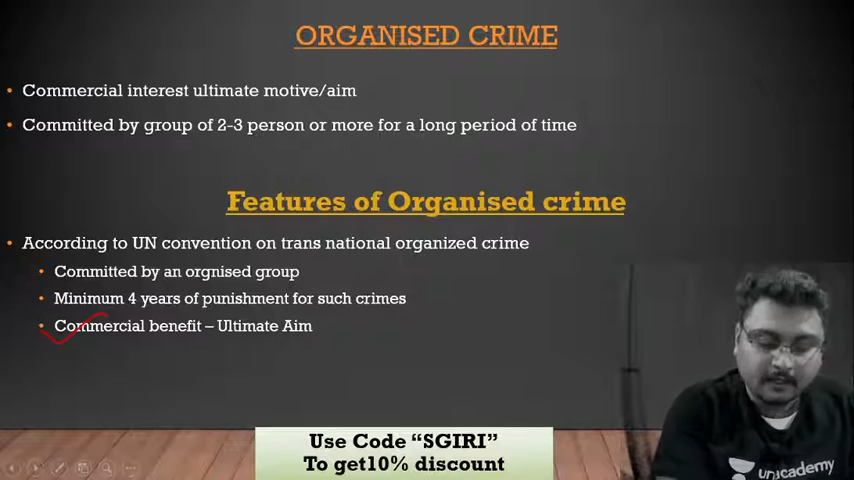 ORGANISED CRIME
• Commercial interest ultimate motive/aim
• Committed by group of 2-3 person or more for a long period of time
Features of Organised crime
• According to UN convention on trans national organized crime
• Committed by an orgnised group
• Minimum 4 years of punishment for such crimes
• Commercial benefit – Ultimate Aim
Use Code “SGIRI”
To get10% discount
unacademy